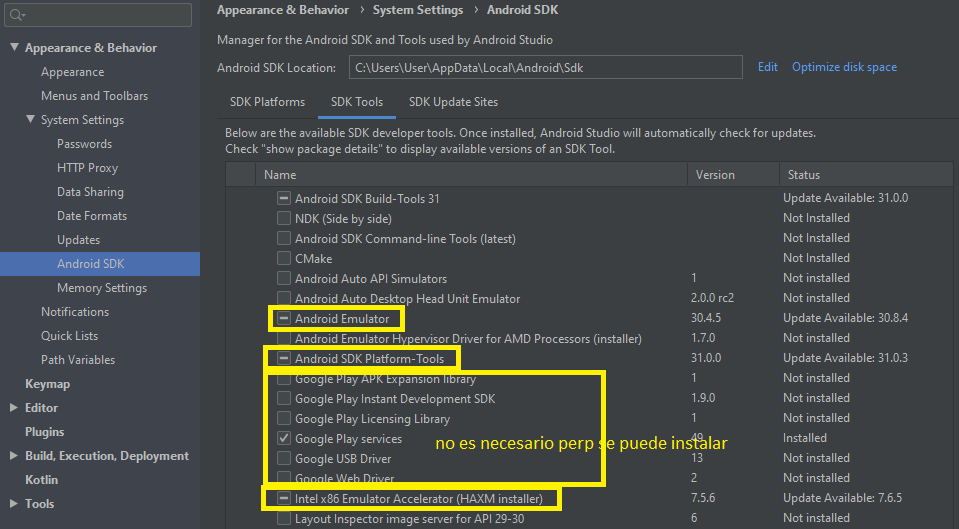 Appearance & Behavior
Appearance
Menus and Toolbars
System Settings
Passwords
HTTP Proxy
Data Sharing
Date Formats
Updates
Android SDK
Memory Settings
Notifications
Quick Lists
Path Variables
Keymap
Editor
Plugins
Build, Execution, Deployment
Kotlin
Tools
Appearance & Behavior › System Settings › Android SDK
Manager for the Android SDK and Tools used by Android Studio
Android SDK Location: C:\Users\User\AppData\Local\Android\Sdk Edit Optimize disk space
SDK Platforms SDK Tools SDK Update Sites
Below are the available SDK developer tools. Once installed, Android Studio will automatically check for updates.
Check "show package details" to display available versions of an SDK Tool.
Name Version Status
Android SDK Build-Tools 31 Update Available: 31.0.0
NDK (Side by side) Not Installed
Android SDK Command-line Tools (latest) Not Installed
CMake Not Installed
Android Auto API Simulators 1 Not installed
Android Auto Desktop Head Unit Emulator 2.0.0 rc2 Not installed
Android Emulator 30.4.5 Update Available: 30.8.4
Android Emulator Hypervisor Driver for AMD Processors (installer) 1.7.0 Not installed
Android SDK Platform-Tools 31.0.0 Update Available: 31.0.3
Google Play APK Expansion library 1 Not installed
Google Play Instant Development SDK 1.9.0 Not installed
Google Play Licensing Library 1 Not installed
Google Play services 49 Installed
no es necesario perp se puede instalar
Google USB Driver 13 Not installed
Google Web Driver 2 Not installed
Intel x86 Emulator Accelerator (HAXM installer) 7.5.6 Update Available: 7.6.5
Layout Inspector image server for API 29-30 6 Not installed